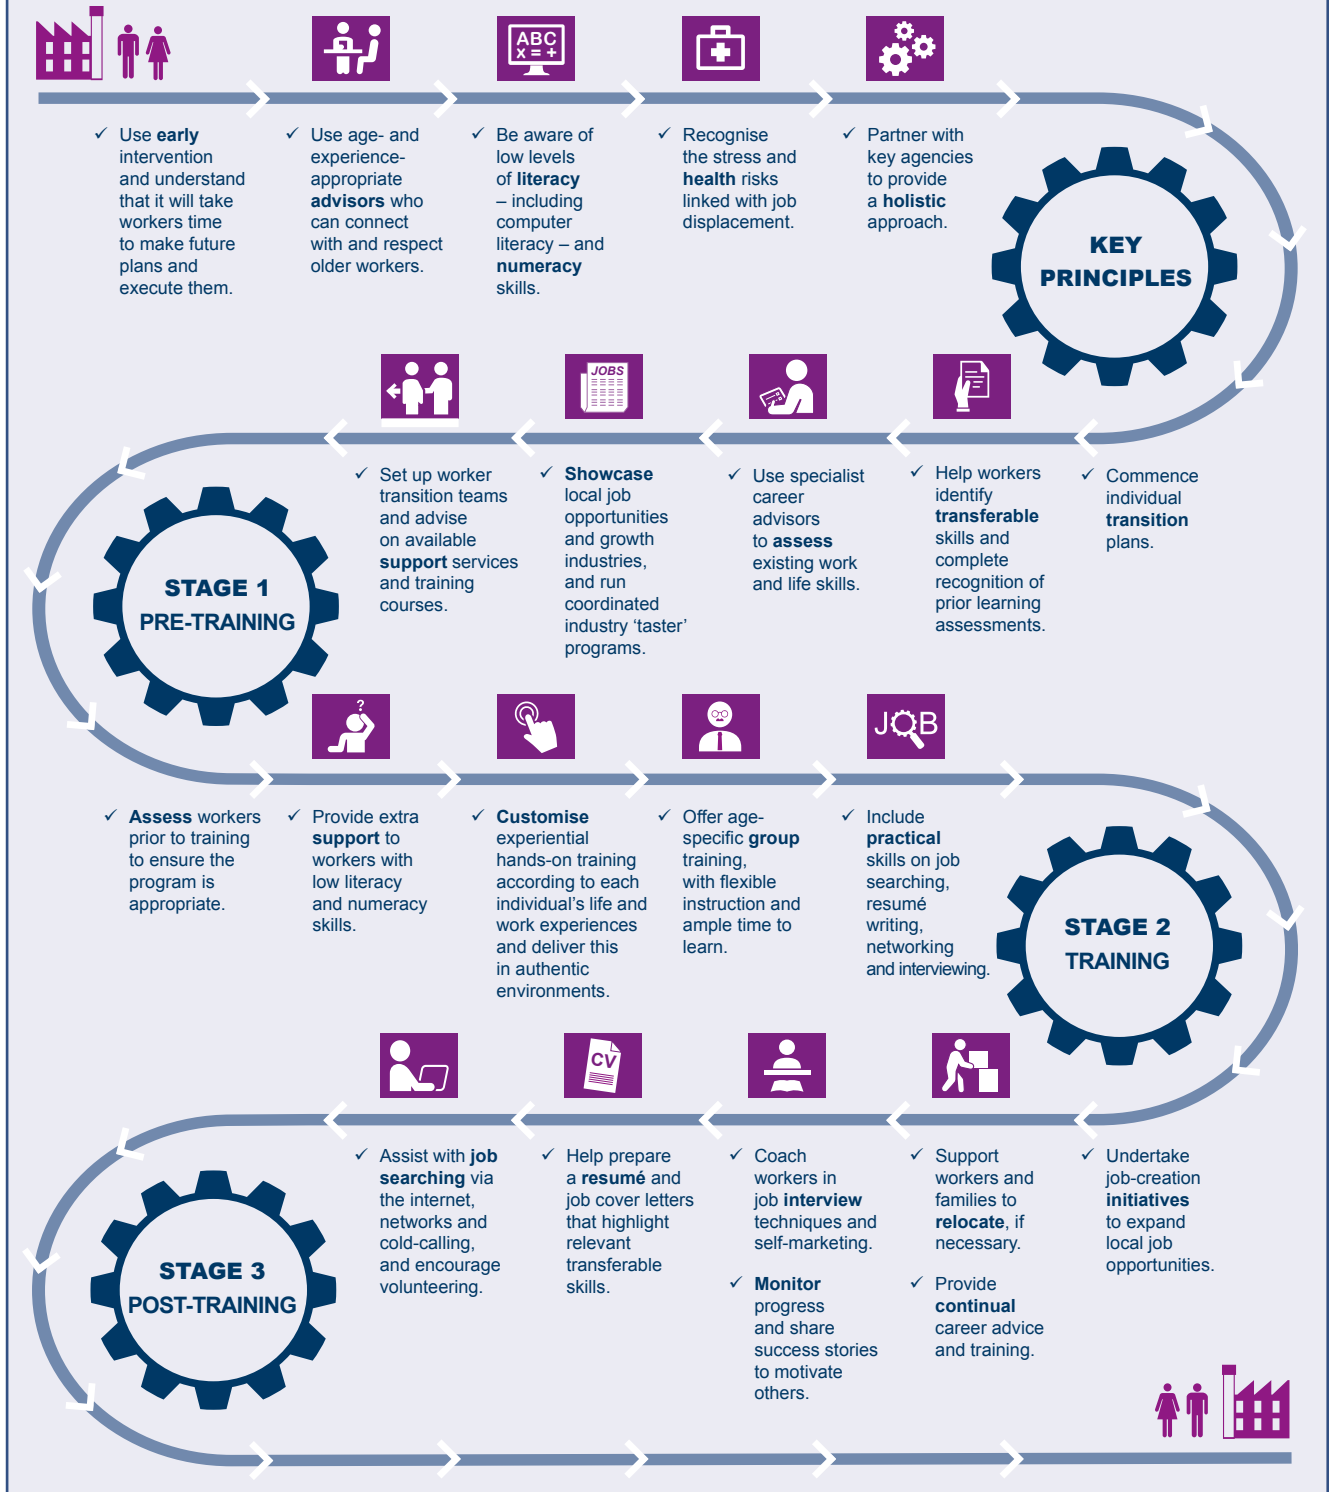 ABC
x = +
✓ Use early
intervention
and understand
that it will take
workers time
to make future
plans and
execute them.
✓ Use age- and
experience-
appropriate
advisors who
can connect
with and respect
older workers.
✓ Be aware of
low levels
of literacy
– including
computer
literacy – and
numeracy
skills.
✓ Recognise
the stress and
health risks
linked with job
displacement.
✓ Partner with
key agencies
to provide
a holistic
approach.
KEY
PRINCIPLES
JOBS
STAGE 1
PRE-TRAINING
✓ Set up worker
transition teams
and advise
on available
support services
and training
courses.
✓ Showcase
local job
opportunities
and growth
industries,
and run
coordinated
industry ‘taster’
programs.
✓ Use specialist
career
advisors
to assess
existing work
and life skills.
✓ Help workers
identify
transferable
skills and
complete
recognition of
prior learning
assessments.
✓ Commence
individual
transition
plans.
?
JOB
✓ Assess workers
prior to training
to ensure the
program is
appropriate.
✓ Provide extra
support to
workers with
low literacy
and numeracy
skills.
✓ Customise
experiential
hands-on training
according to each
individual’s life and
work experiences
and deliver this
in authentic
environments.
✓ Offer age-
specific group
training,
with flexible
instruction and
ample time to
learn.
✓ Include
practical
skills on job
searching,
resumé
writing,
networking
and interviewing.
STAGE 2
TRAINING
CV
STAGE 3
POST-TRAINING
✓ Assist with job
searching via
the internet,
networks and
cold-calling,
and encourage
volunteering.
✓ Help prepare
a resumé and
job cover letters
that highlight
relevant
transferable
skills.
✓ Coach
workers in
job interview
techniques and
self-marketing.
✓ Monitor
progress
and share
success stories
to motivate
others.
✓ Support
workers and
families to
relocate, if
necessary.
✓ Provide
continual
career advice
and training.
✓ Undertake
job-creation
initiatives
to expand
local job
opportunities.